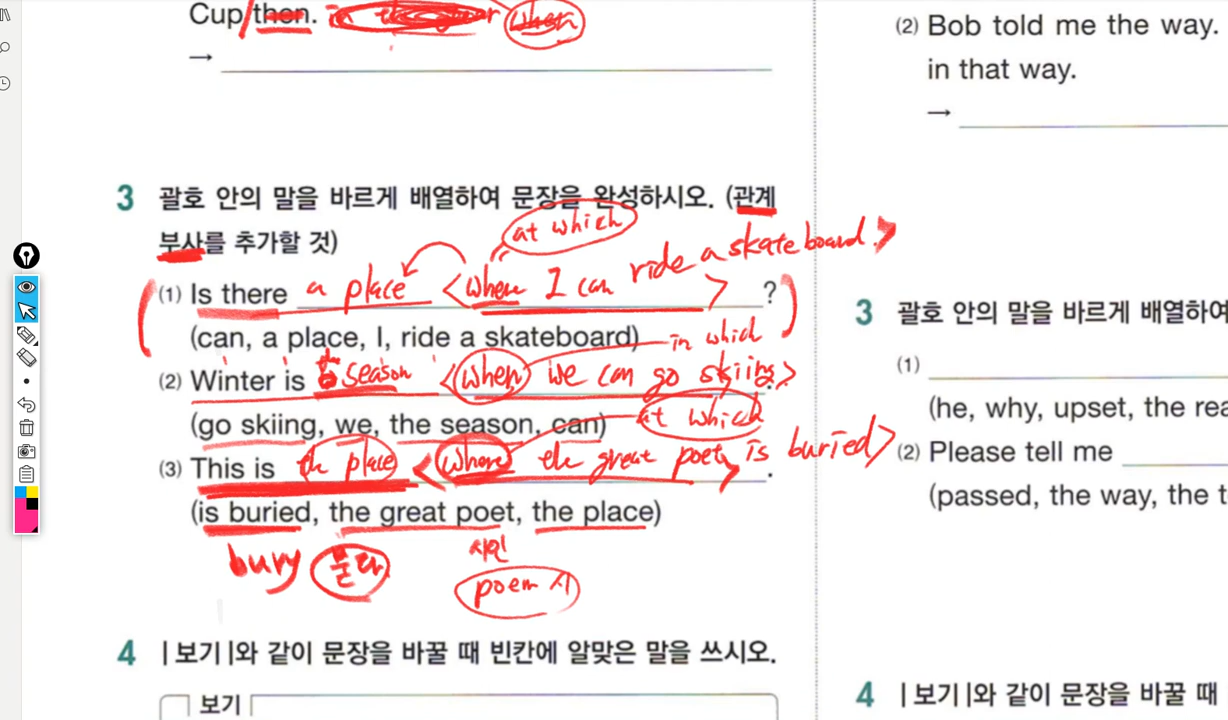 Cup then. when
→
3 괄호 안의 말을 바르게 배열하여 문장을 완성하시오. (관계
부사를 추가할 것)
at which
(1) Is there a place <where I can ride a skateboard.> ?
(can, a place, I, ride a skateboard)
in which
(2) Winter is the season <when we can go skiing>.
(go skiing, we, the season, can)
at which
(3) This is the place <where the great poet is buried> .
(is buried, the great poet, the place)
bury 묻다
시인
poem 시
4 |보기|와 같이 문장을 바꿀 때 빈칸에 알맞은 말을 쓰시오.
보기
(2) Bob told me the way.
in that way.
→
3 괄호 안의 말을 바르게 배열하여
(1)
(he, why, upset, the rea
(2) Please tell me
(passed, the way, the t
4 |보기|와 같이 문장을 바꿀 때